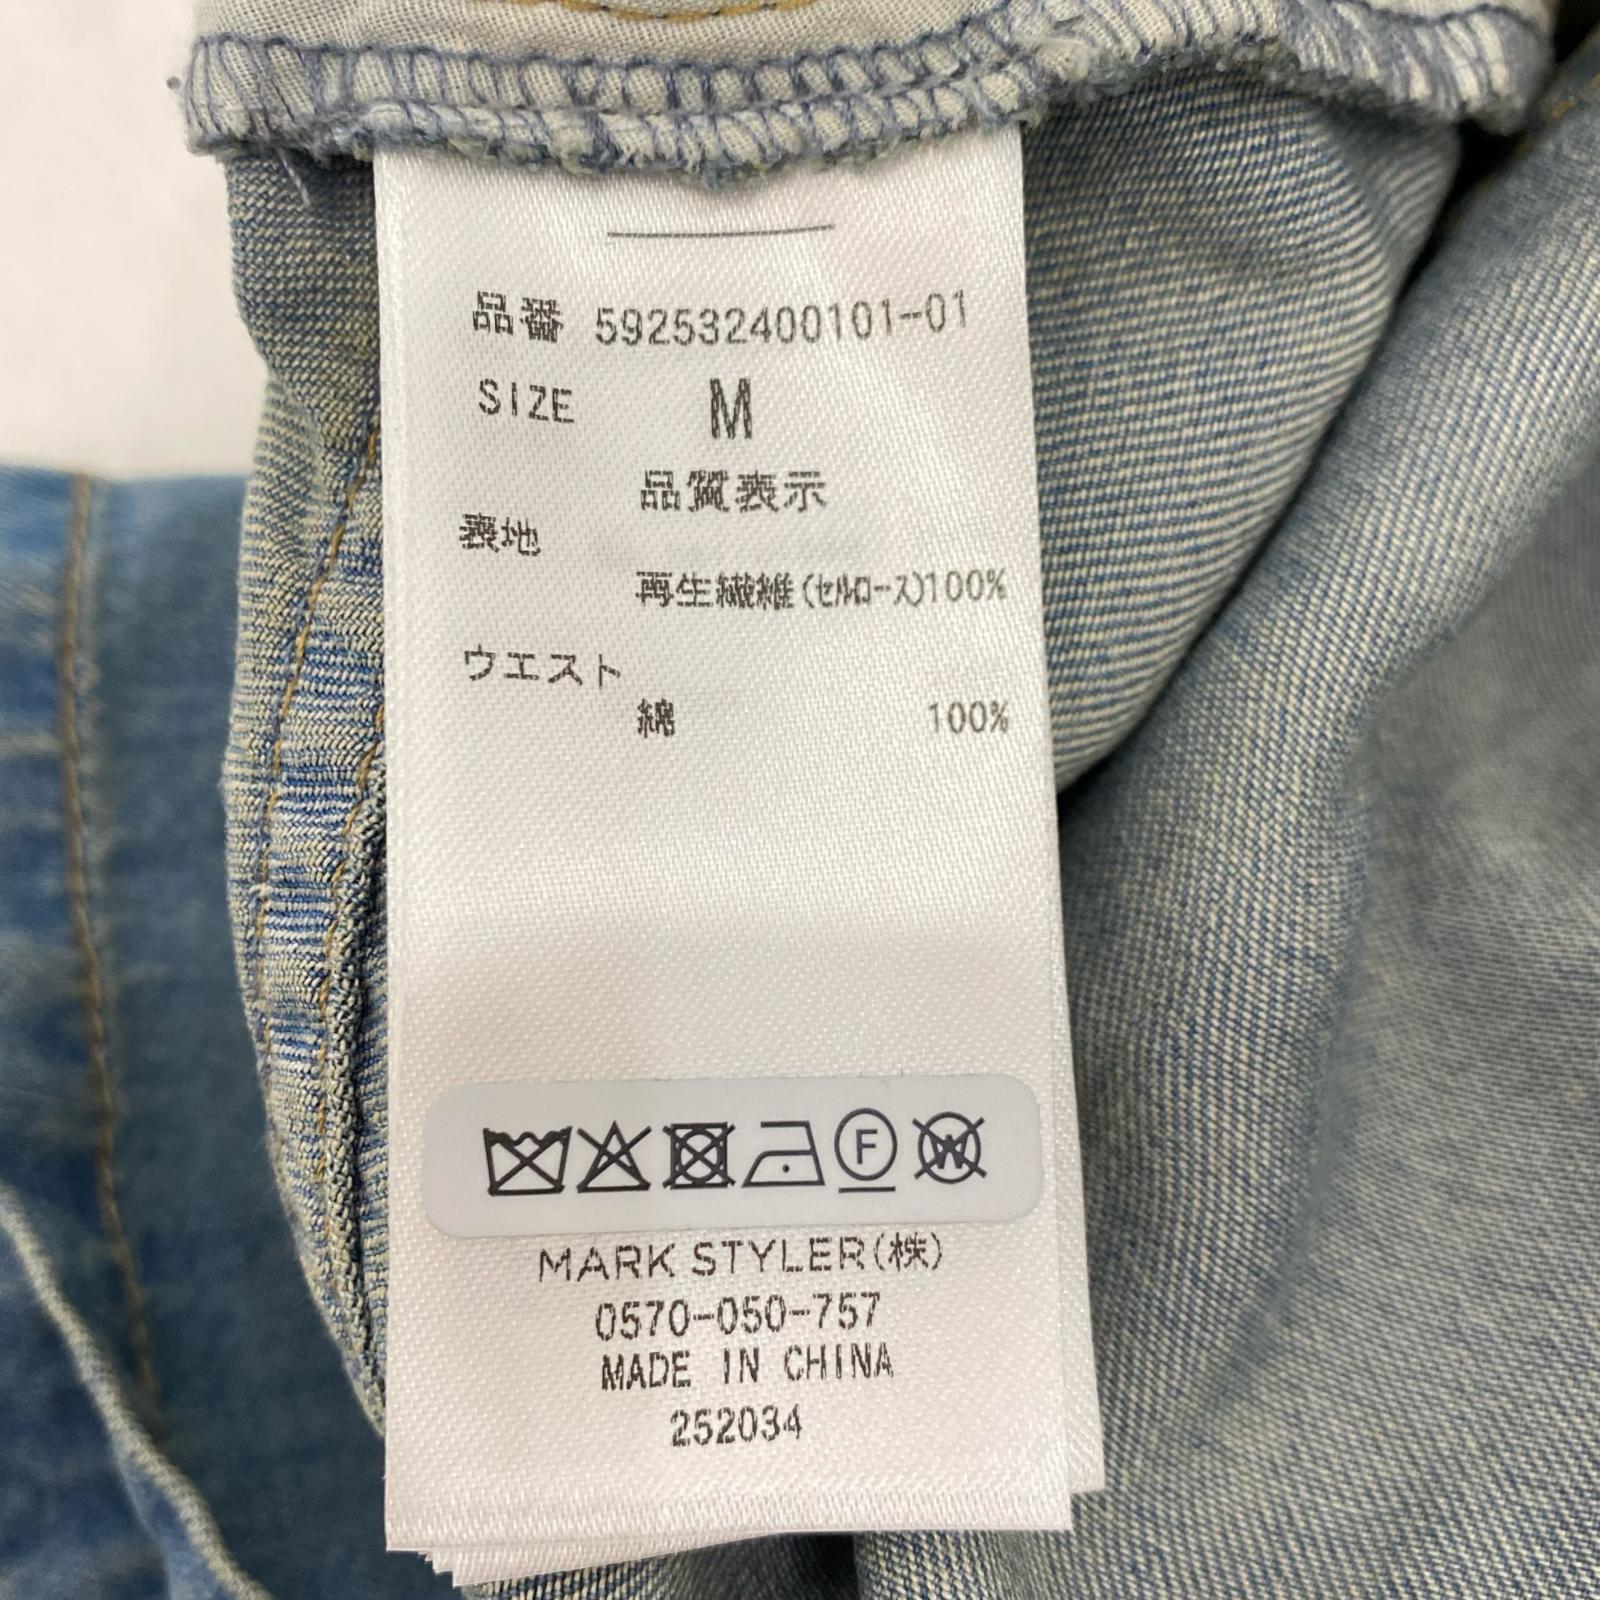 品番 592532400101-01
SIZE M
品質表示
表地
再生繊維(セルロース)100%
ウエスト
綿 100%
F
W
MARK STYLER(株)
0570-050-757
MADE IN CHINA
252034